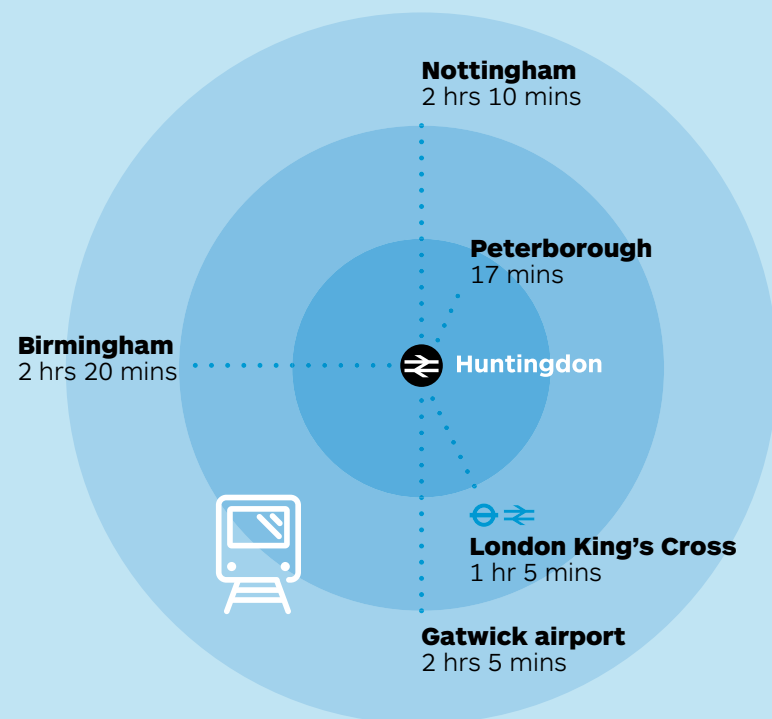 Nottingham
2 hrs 10 mins
Peterborough
17 mins
Birmingham
2 hrs 20 mins
Huntingdon
London King’s Cross
1 hr 5 mins
Gatwick airport
2 hrs 5 mins